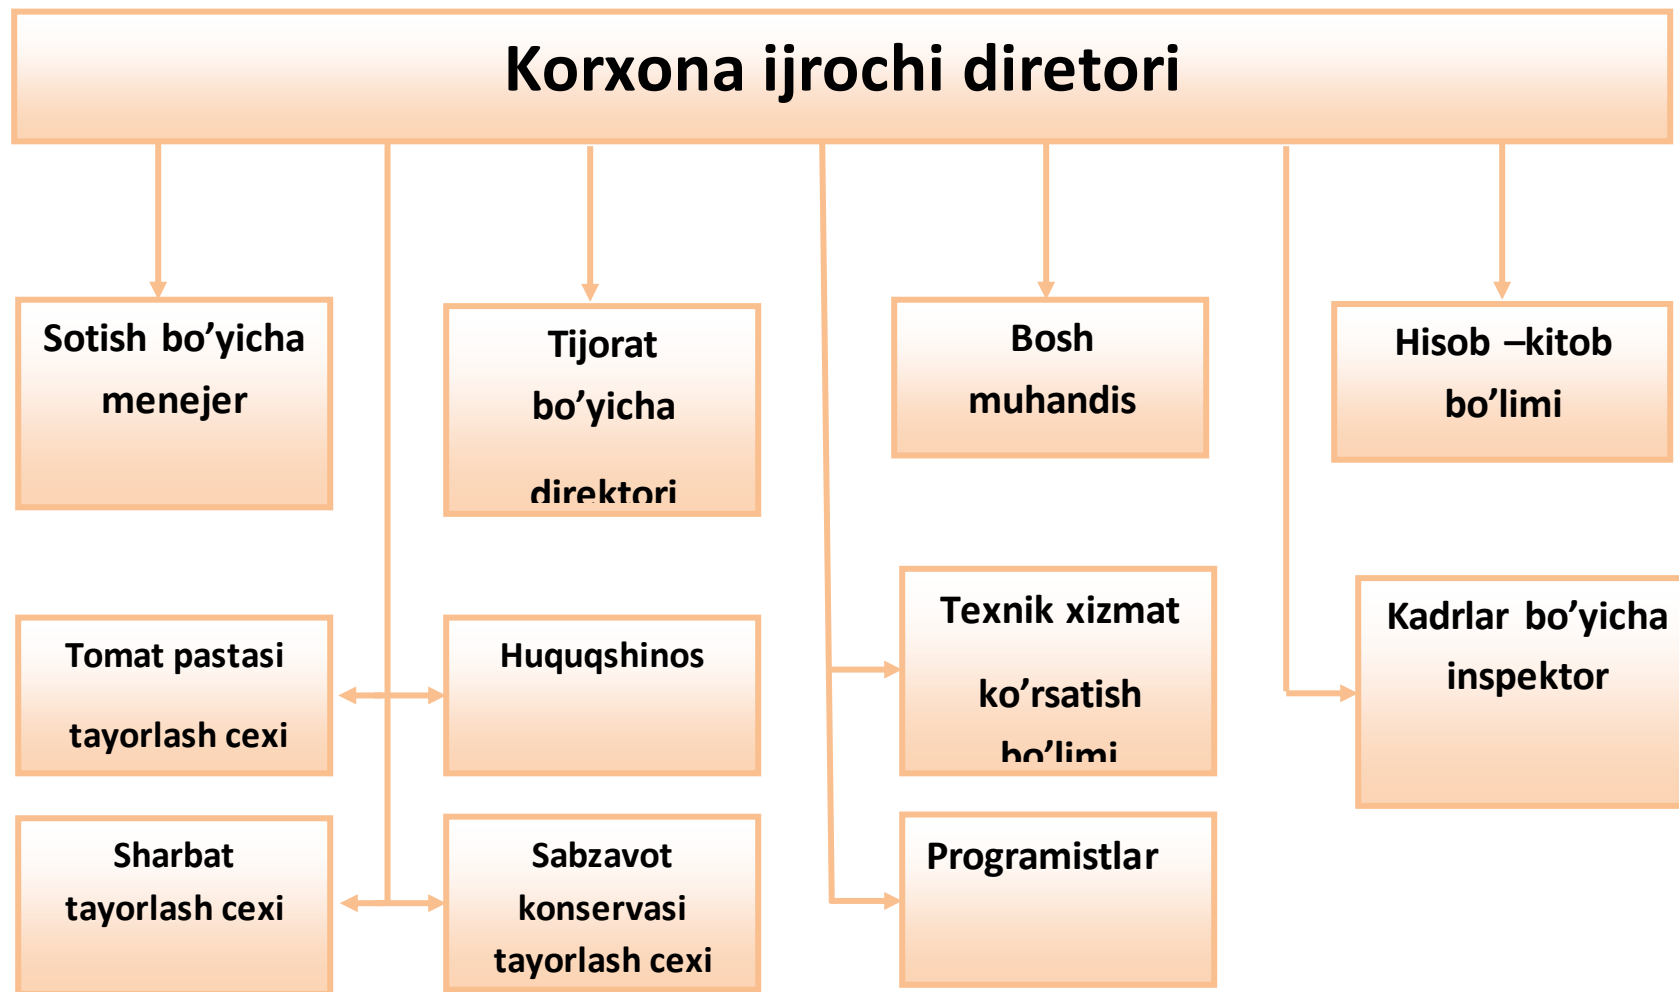 Korxona ijrochi diretori
Sotish bo’yicha
menejer
Tijorat
bo’yicha
direktori
Bosh
muhandis
Hisob –kitob
bo’limi
Tomat pastasi
tayorlash cexi
Huquqshinos
Texnik xizmat
ko’rsatish
bo’limi
Kadrlar bo’yicha
inspektor
Sharbat
tayorlash cexi
Sabzavot
konservasi
tayorlash cexi
Programistlar